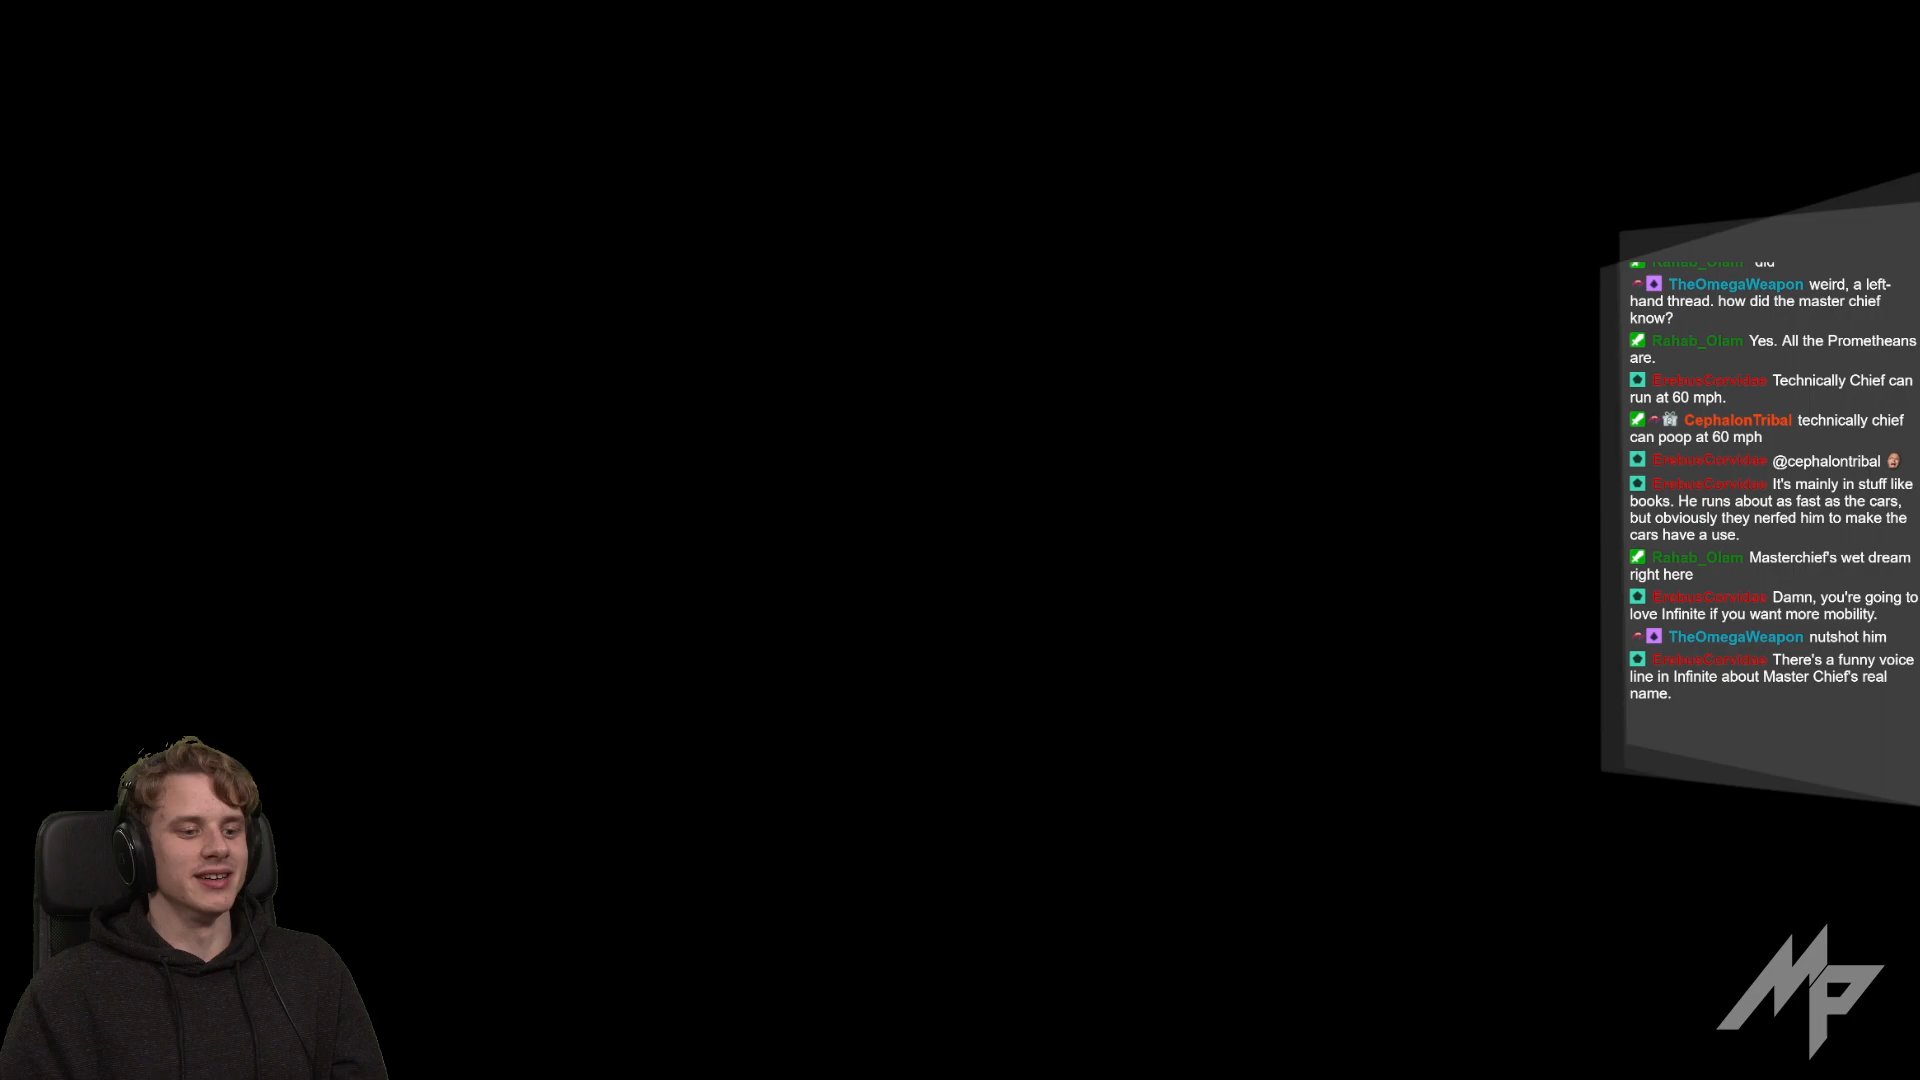 Rahab_Olam did
TheOmegaWeapon weird, a left-
hand thread. how did the master chief
know?
Rahab_Olam Yes. All the Prometheans
are.
ErebusCorvidae Technically Chief can
run at 60 mph.
CephalonTribal technically chief
can poop at 60 mph
ErebusCorvidae @cephalontribal
ErebusCorvidae It's mainly in stuff like
books. He runs about as fast as the cars,
but obviously they nerfed him to make the
cars have a use.
Rahab_Olam Masterchief's wet dream
right here
ErebusCorvidae Damn, you're going to
love Infinite if you want more mobility.
TheOmegaWeapon nutshot him
ErebusCorvidae There's a funny voice
line in Infinite about Master Chief's real
name.
MP